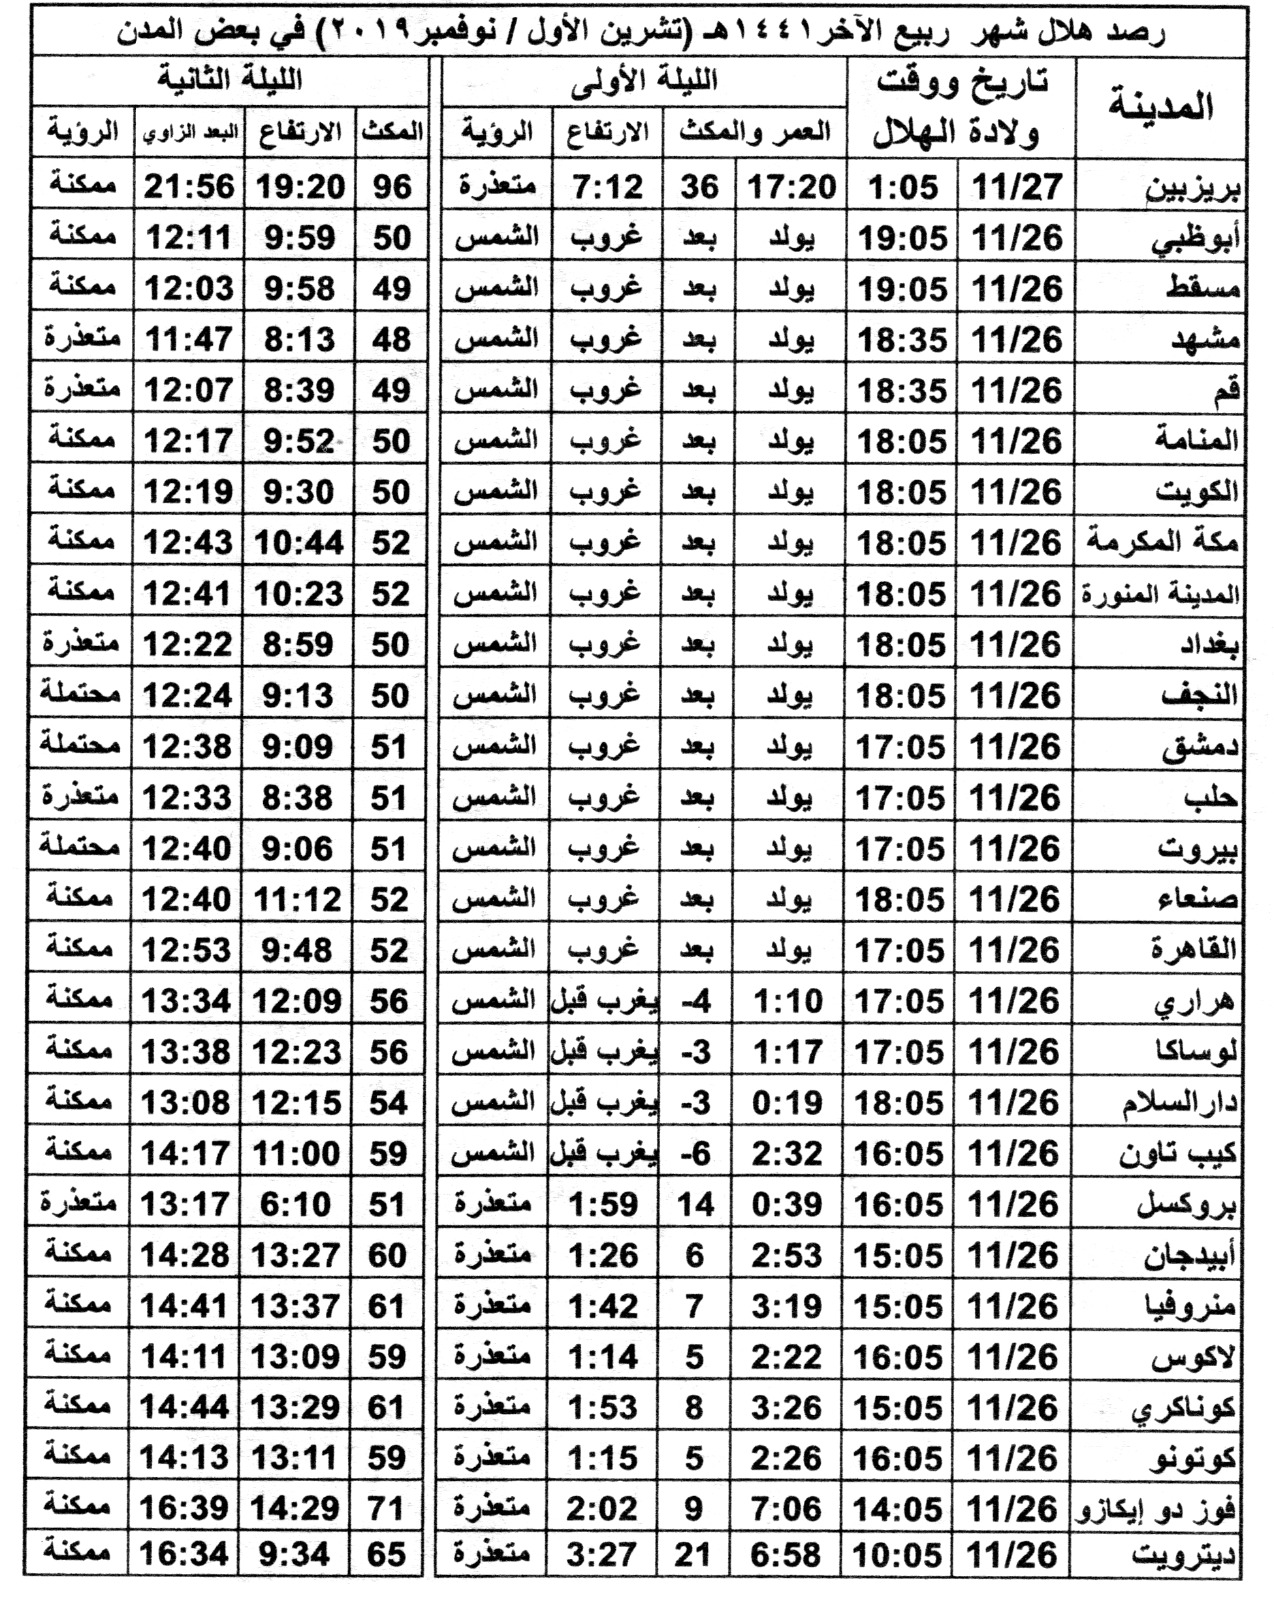 رصد هلال شهر ربيع الآخر ١٤٤١هـ (تشرين الأول / نوفمبر ٢٠١٩) في بعض المدن
المدينة تاريخ ووقت ولادة الهلال الليلة الأولى الليلة الثانية
العمر والمكث الارتفاع الرؤية المكث الارتفاع البعد الزاوي الرؤية
بريزبين 11/27 1:05 17:20 36 7:12 متعذرة 96 19:20 21:56 ممكنة
أبوظبي 11/26 19:05 يولد بعد غروب الشمس 50 9:59 12:11 ممكنة
مسقط 11/26 19:05 يولد بعد غروب الشمس 49 9:58 12:03 ممكنة
مشهد 11/26 18:35 يولد بعد غروب الشمس 48 8:13 11:47 متعذرة
قم 11/26 18:35 يولد بعد غروب الشمس 49 8:39 12:07 متعذرة
المنامة 11/26 18:05 يولد بعد غروب الشمس 50 9:52 12:17 ممكنة
الكويت 11/26 18:05 يولد بعد غروب الشمس 50 9:30 12:19 ممكنة
مكة المكرمة 11/26 18:05 يولد بعد غروب الشمس 52 10:44 12:43 ممكنة
المدينة المنورة 11/26 18:05 يولد بعد غروب الشمس 52 10:23 12:41 ممكنة
بغداد 11/26 18:05 يولد بعد غروب الشمس 50 8:59 12:22 متعذرة
النجف 11/26 18:05 يولد بعد غروب الشمس 50 9:13 12:24 محتملة
دمشق 11/26 17:05 يولد بعد غروب الشمس 51 9:09 12:38 محتملة
حلب 11/26 17:05 يولد بعد غروب الشمس 51 8:38 12:33 متعذرة
بيروت 11/26 17:05 يولد بعد غروب الشمس 51 9:06 12:40 محتملة
صنعاء 11/26 18:05 يولد بعد غروب الشمس 52 11:12 12:40 ممكنة
القاهرة 11/26 17:05 يولد بعد غروب الشمس 52 9:48 12:53 ممكنة
هراري 11/26 17:05 1:10 -4 يغرب قبل الشمس 56 12:09 13:34 ممكنة
لوساكا 11/26 17:05 1:17 -3 يغرب قبل الشمس 56 12:23 13:38 ممكنة
دار السلام 11/26 18:05 0:19 -3 يغرب قبل الشمس 54 12:15 13:08 ممكنة
كيب تاون 11/26 16:05 2:32 -6 يغرب قبل الشمس 59 11:00 14:17 ممكنة
بروكسل 11/26 16:05 0:39 14 1:59 متعذرة 51 6:10 13:17 متعذرة
أبيدجان 11/26 15:05 2:53 6 1:26 متعذرة 60 13:27 14:28 ممكنة
منروفيا 11/26 15:05 3:19 7 1:42 متعذرة 61 13:37 14:41 ممكنة
لاكوس 11/26 16:05 2:22 5 1:14 متعذرة 59 13:09 14:11 ممكنة
كوناكري 11/26 15:05 3:26 8 1:53 متعذرة 61 13:29 14:44 ممكنة
كوتونو 11/26 16:05 2:26 5 1:15 متعذرة 59 13:11 14:13 ممكنة
فوز دو إيكازو 11/26 14:05 7:06 9 2:02 متعذرة 71 14:29 16:39 ممكنة
ديترويت 11/26 10:05 6:58 21 3:27 متعذرة 65 9:34 16:34 ممكنة